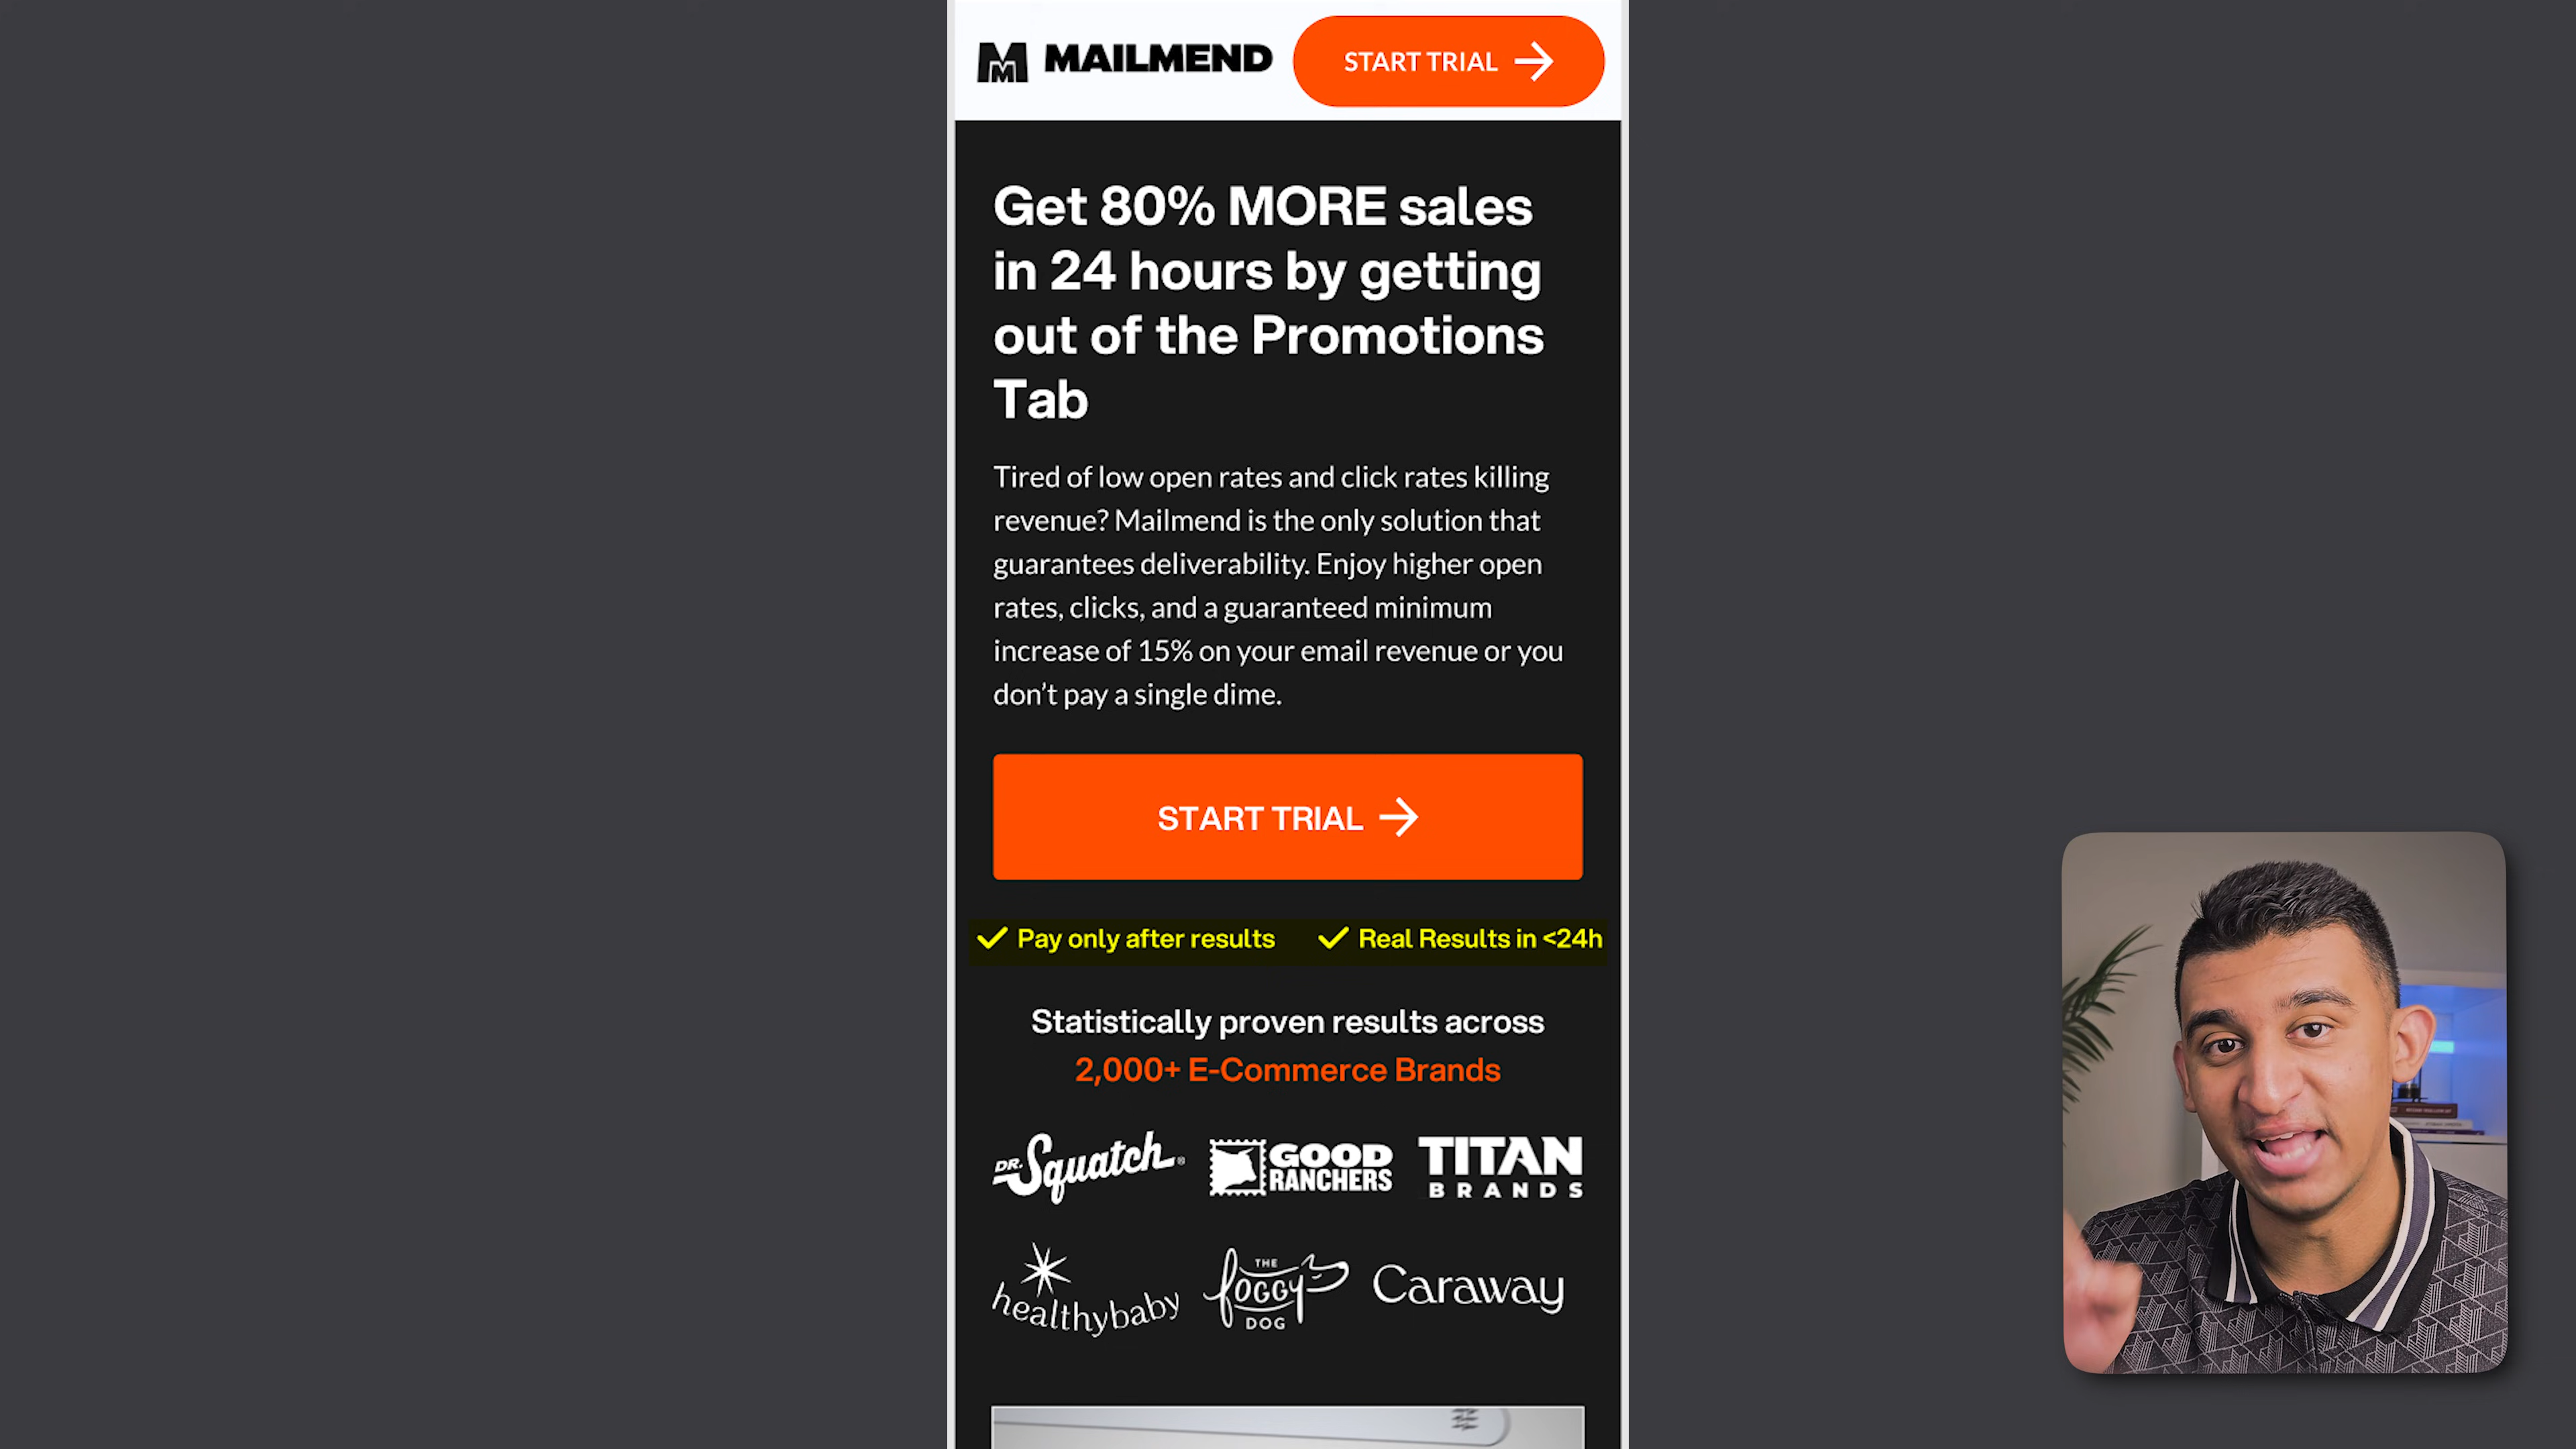 MAILMEND
START TRIAL
Get 80% MORE sales
in 24 hours by getting
out of the Promotions
Tab
Tired of low open rates and click rates killing
revenue? Mailmend is the only solution that
guarantees deliverability. Enjoy higher open
rates, clicks, and a guaranteed minimum
increase of 15% on your email revenue or you
don't pay a single dime.
START TRIAL
Pay only after results
Real Results in <24h
Statistically proven results across
2,000+ E-Commerce Brands
DR. Squatch®
GOOD RANCHERS
TITAN BRANDS
healthybaby
THE foggy DOG
Caraway